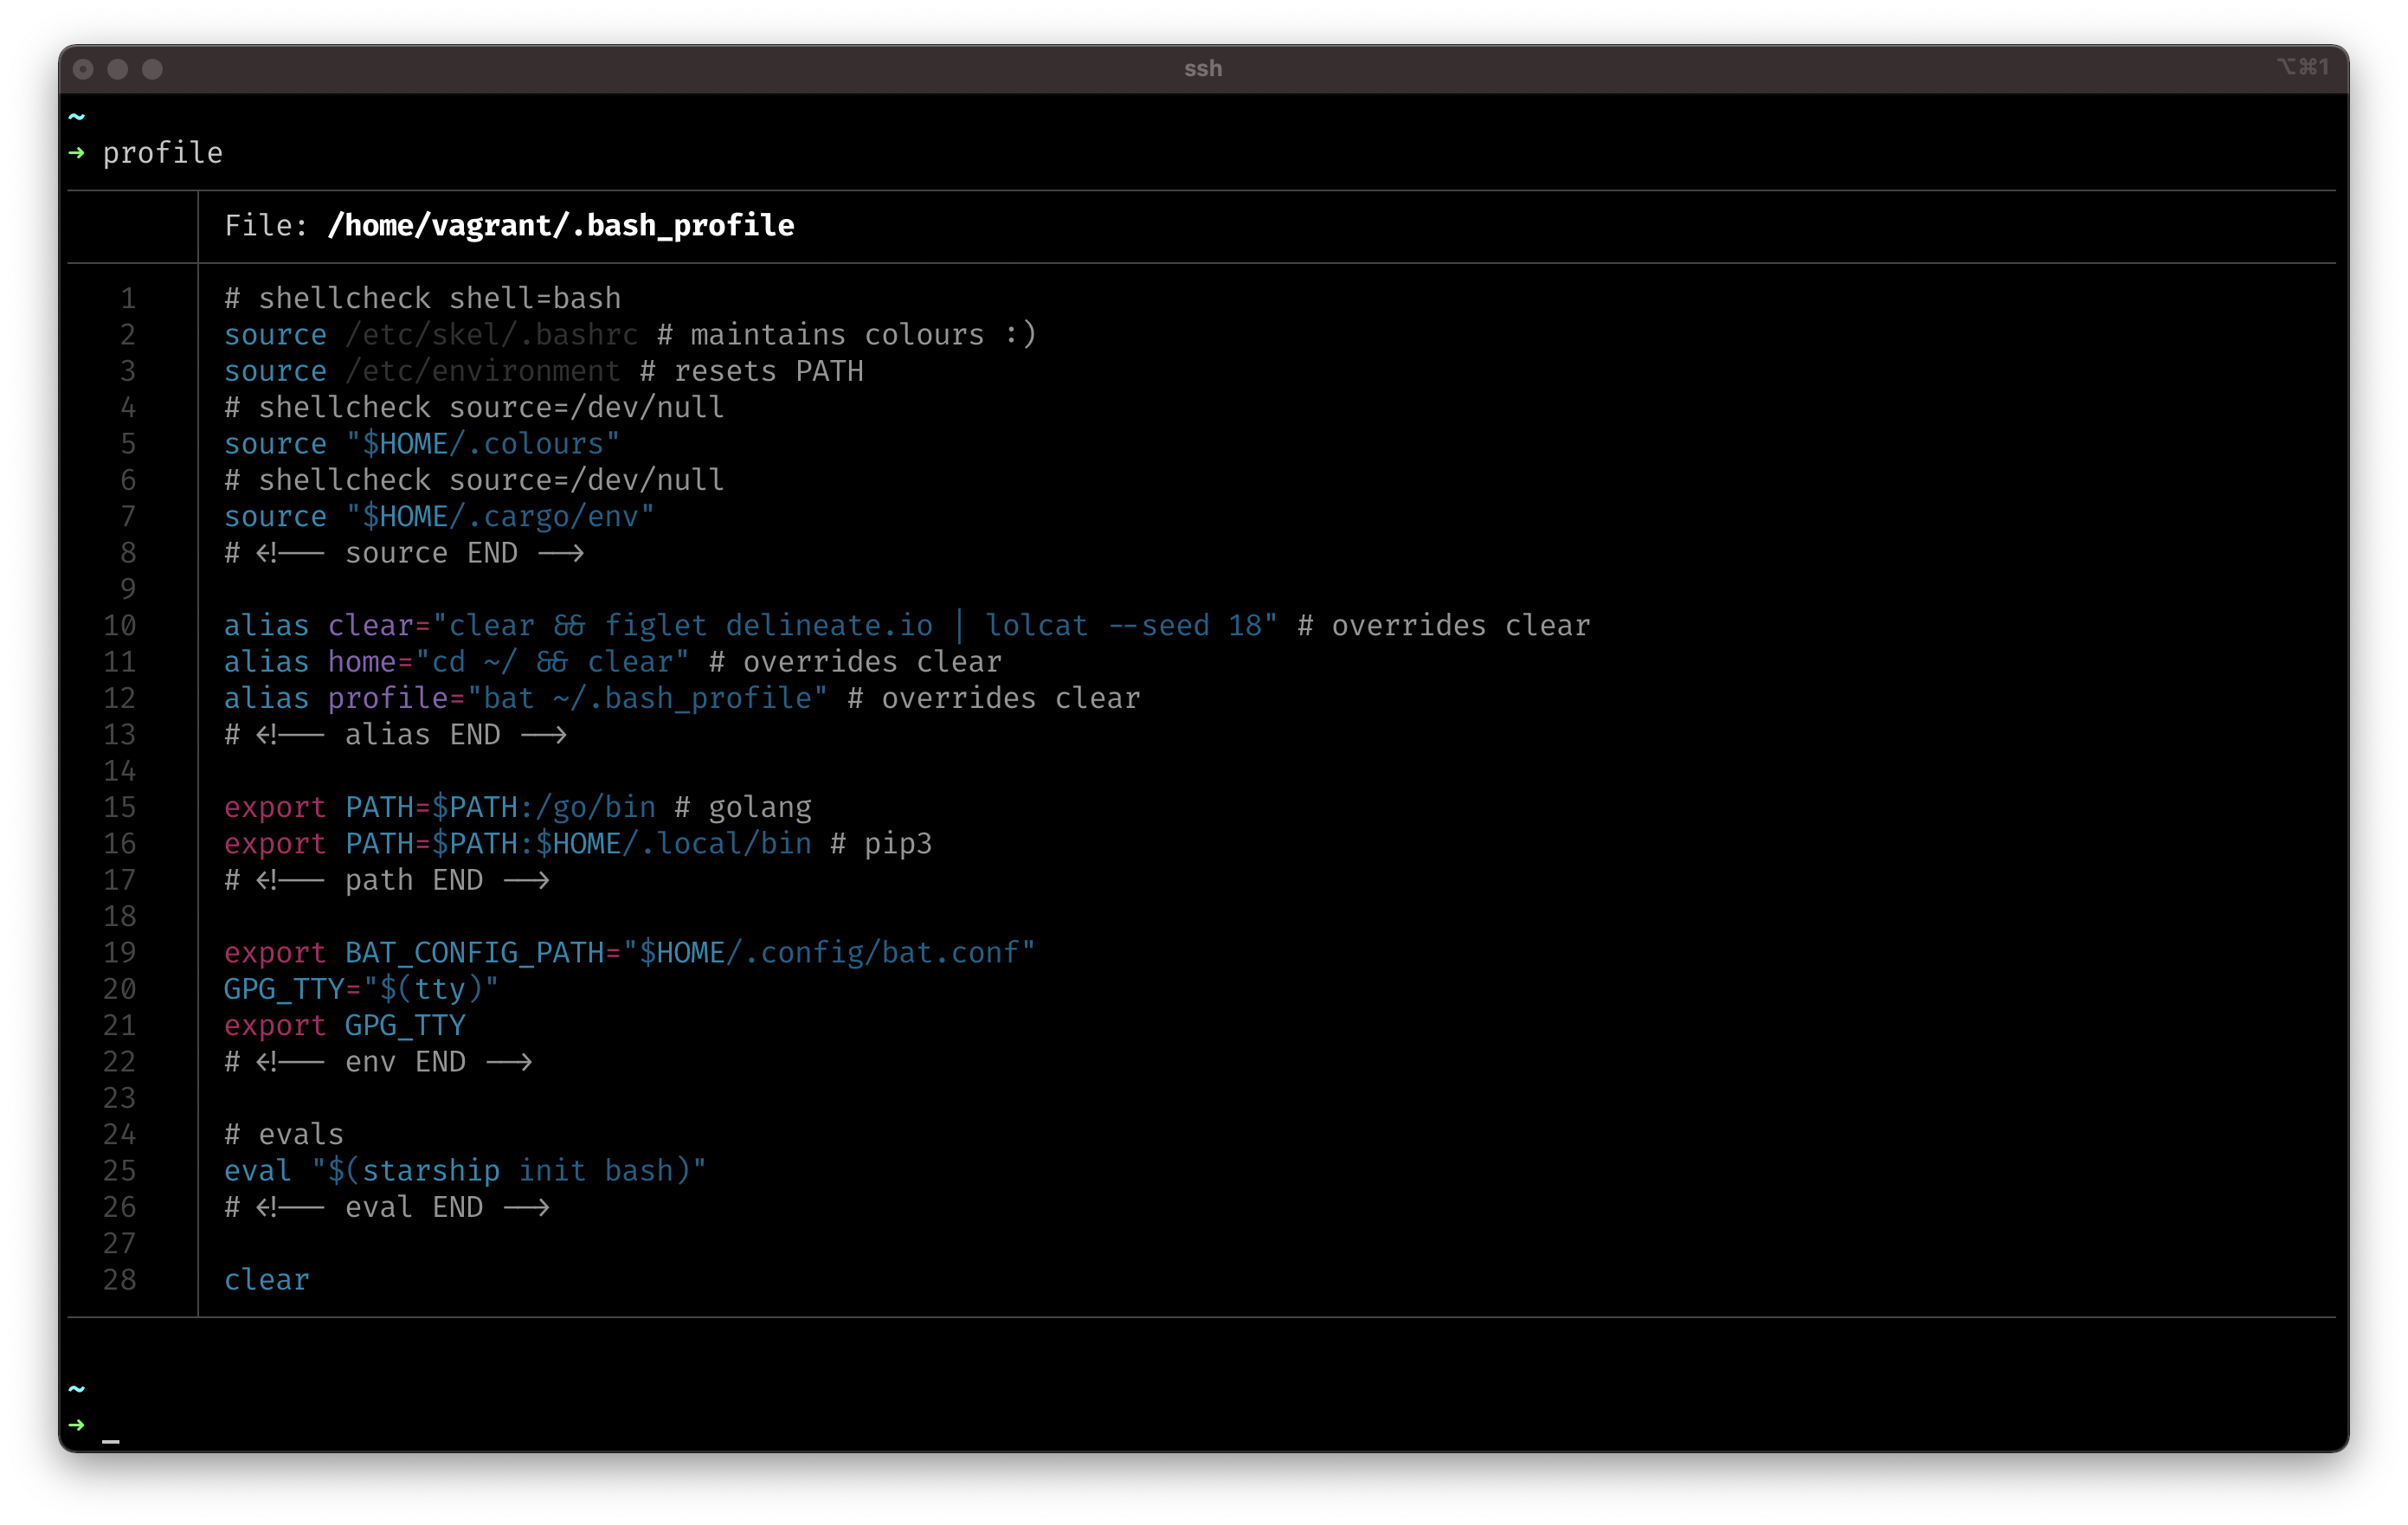 ssh
⌥⌘1
~
→ profile
File: /home/vagrant/.bash_profile
1 # shellcheck shell=bash
2 source /etc/skel/.bashrc # maintains colours :)
3 source /etc/environment # resets PATH
4 # shellcheck source=/dev/null
5 source "$HOME/.colours"
6 # shellcheck source=/dev/null
7 source "$HOME/.cargo/env"
8 # <!--- source END --->
9
10 alias clear="clear && figlet delineate.io | lolcat --seed 18" # overrides clear
11 alias home="cd ~/ && clear" # overrides clear
12 alias profile="bat ~/.bash_profile" # overrides clear
13 # <!--- alias END --->
14
15 export PATH=$PATH:/go/bin # golang
16 export PATH=$PATH:$HOME/.local/bin # pip3
17 # <!--- path END --->
18
19 export BAT_CONFIG_PATH="$HOME/.config/bat.conf"
20 GPG_TTY="$(tty)"
21 export GPG_TTY
22 # <!--- env END --->
23
24 # evals
25 eval "$(starship init bash)"
26 # <!--- eval END --->
27
28 clear
~
→ _